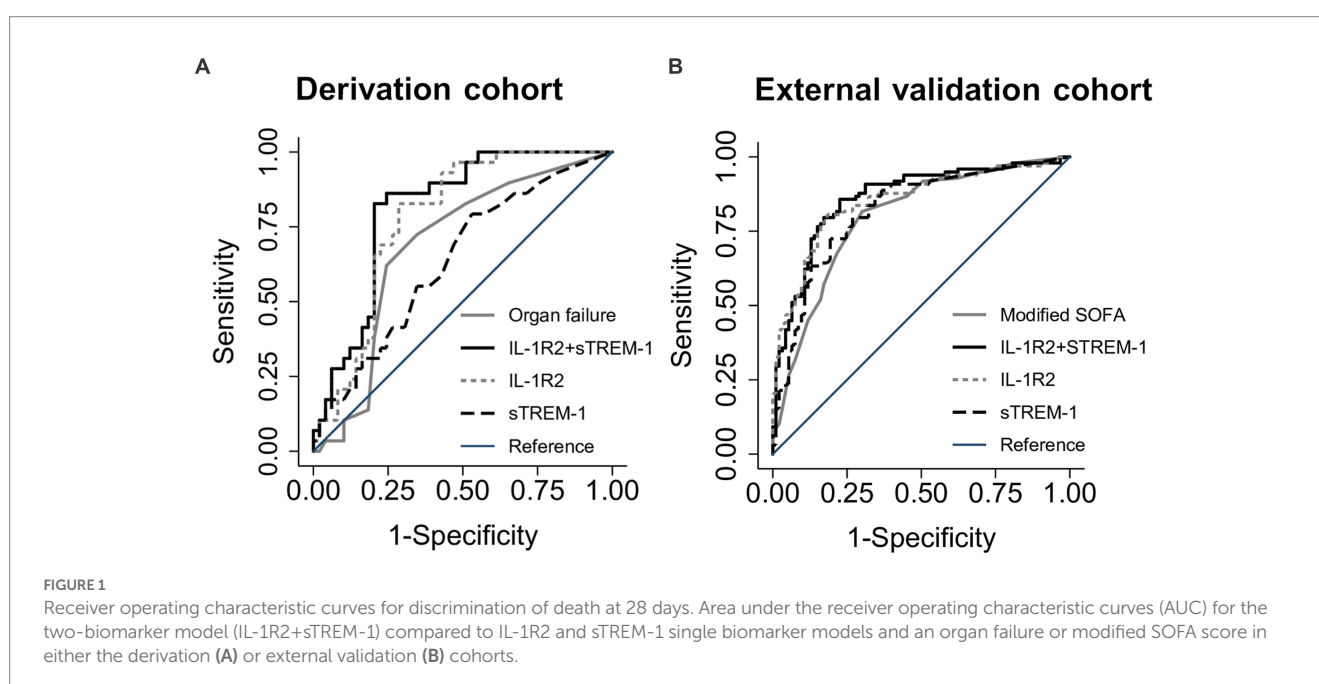 A
Derivation cohort
Sensitivity
1.00
0.75
0.50
0.25
0.00
Organ failure
IL-1R2+sTREM-1
IL-1R2
sTREM-1
Reference
0.00 0.25 0.50 0.75 1.00
1-Specificity
B
External validation cohort
Sensitivity
1.00
0.75
0.50
0.25
0.00
Modified SOFA
IL-1R2+STREM-1
IL-1R2
sTREM-1
Reference
0.00 0.25 0.50 0.75 1.00
1-Specificity
FIGURE 1
Receiver operating characteristic curves for discrimination of death at 28 days. Area under the receiver operating characteristic curves (AUC) for the
two-biomarker model (IL-1R2+sTREM-1) compared to IL-1R2 and sTREM-1 single biomarker models and an organ failure or modified SOFA score in
either the derivation (A) or external validation (B) cohorts.